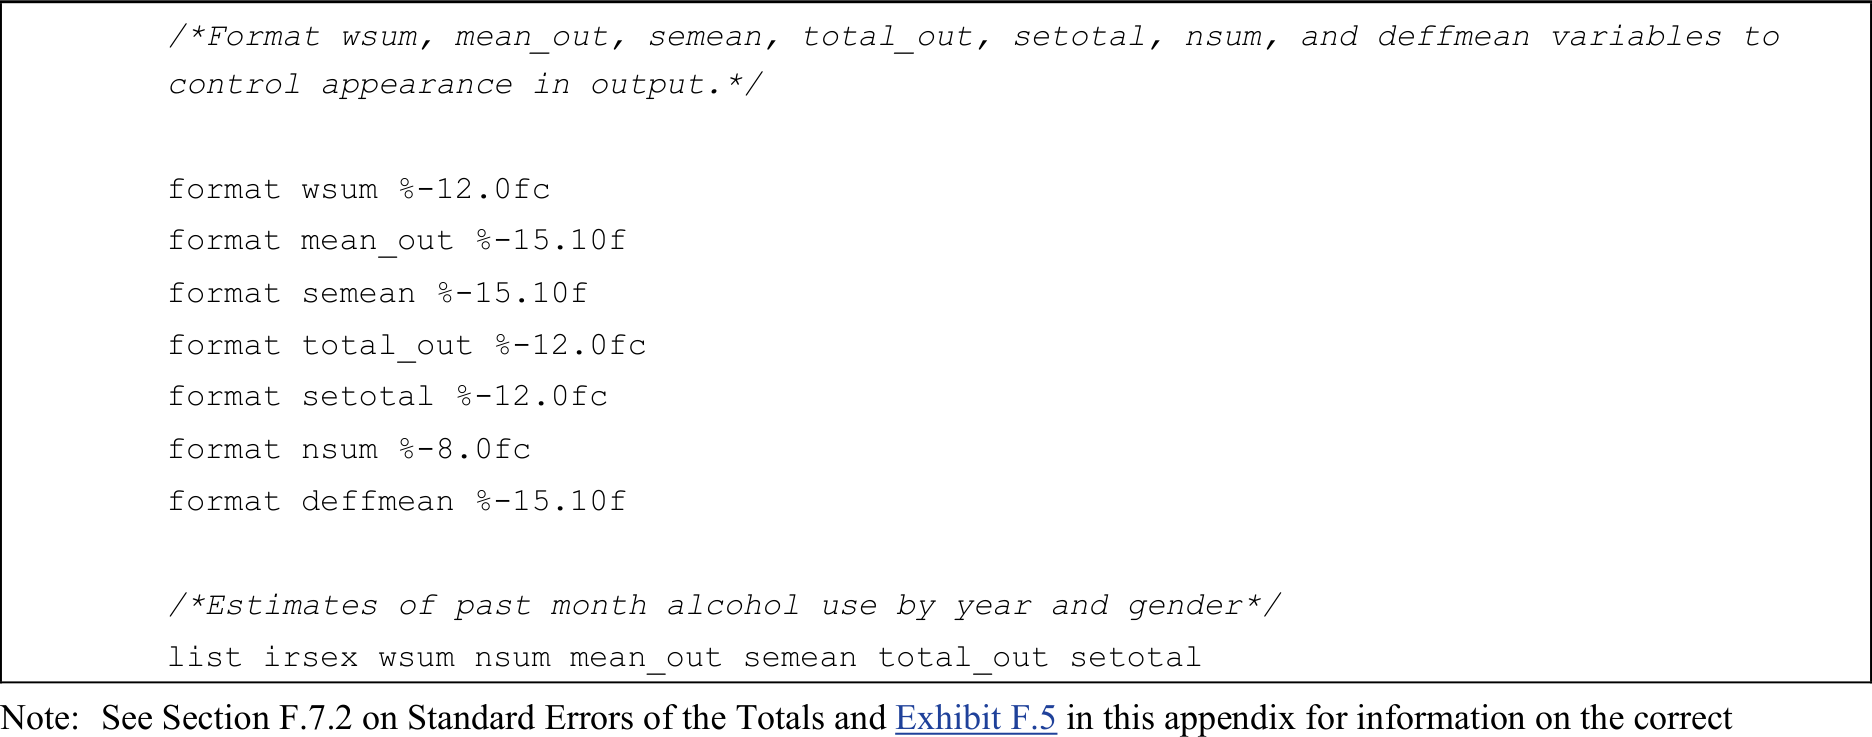 /*Format wsum, mean_out, semean, total_out, setotal, nsum, and deffmean variables to
control appearance in output.*/
format wsum %-12.0fc
format mean_out %-15.10f
format semean %-15.10f
format total_out %-12.0fc
format setotal %-12.0fc
format nsum %-8.0fc
format deffmean %-15.10f
/*Estimates of past month alcohol use by year and gender*/
list irsex wsum nsum mean_out semean total_out setotal
Note: See Section F.7.2 on Standard Errors of the Totals and Exhibit F.5 in this appendix for information on the correct